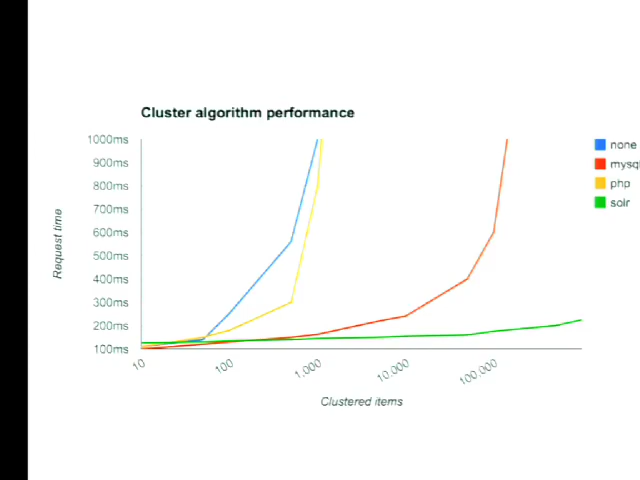 Cluster algorithm performance
1000ms
900ms
800ms
700ms
600ms
500ms
400ms
300ms
200ms
100ms
Request time
10
100
1,000
10,000
100,000
Clustered items
none
mysql
php
solr